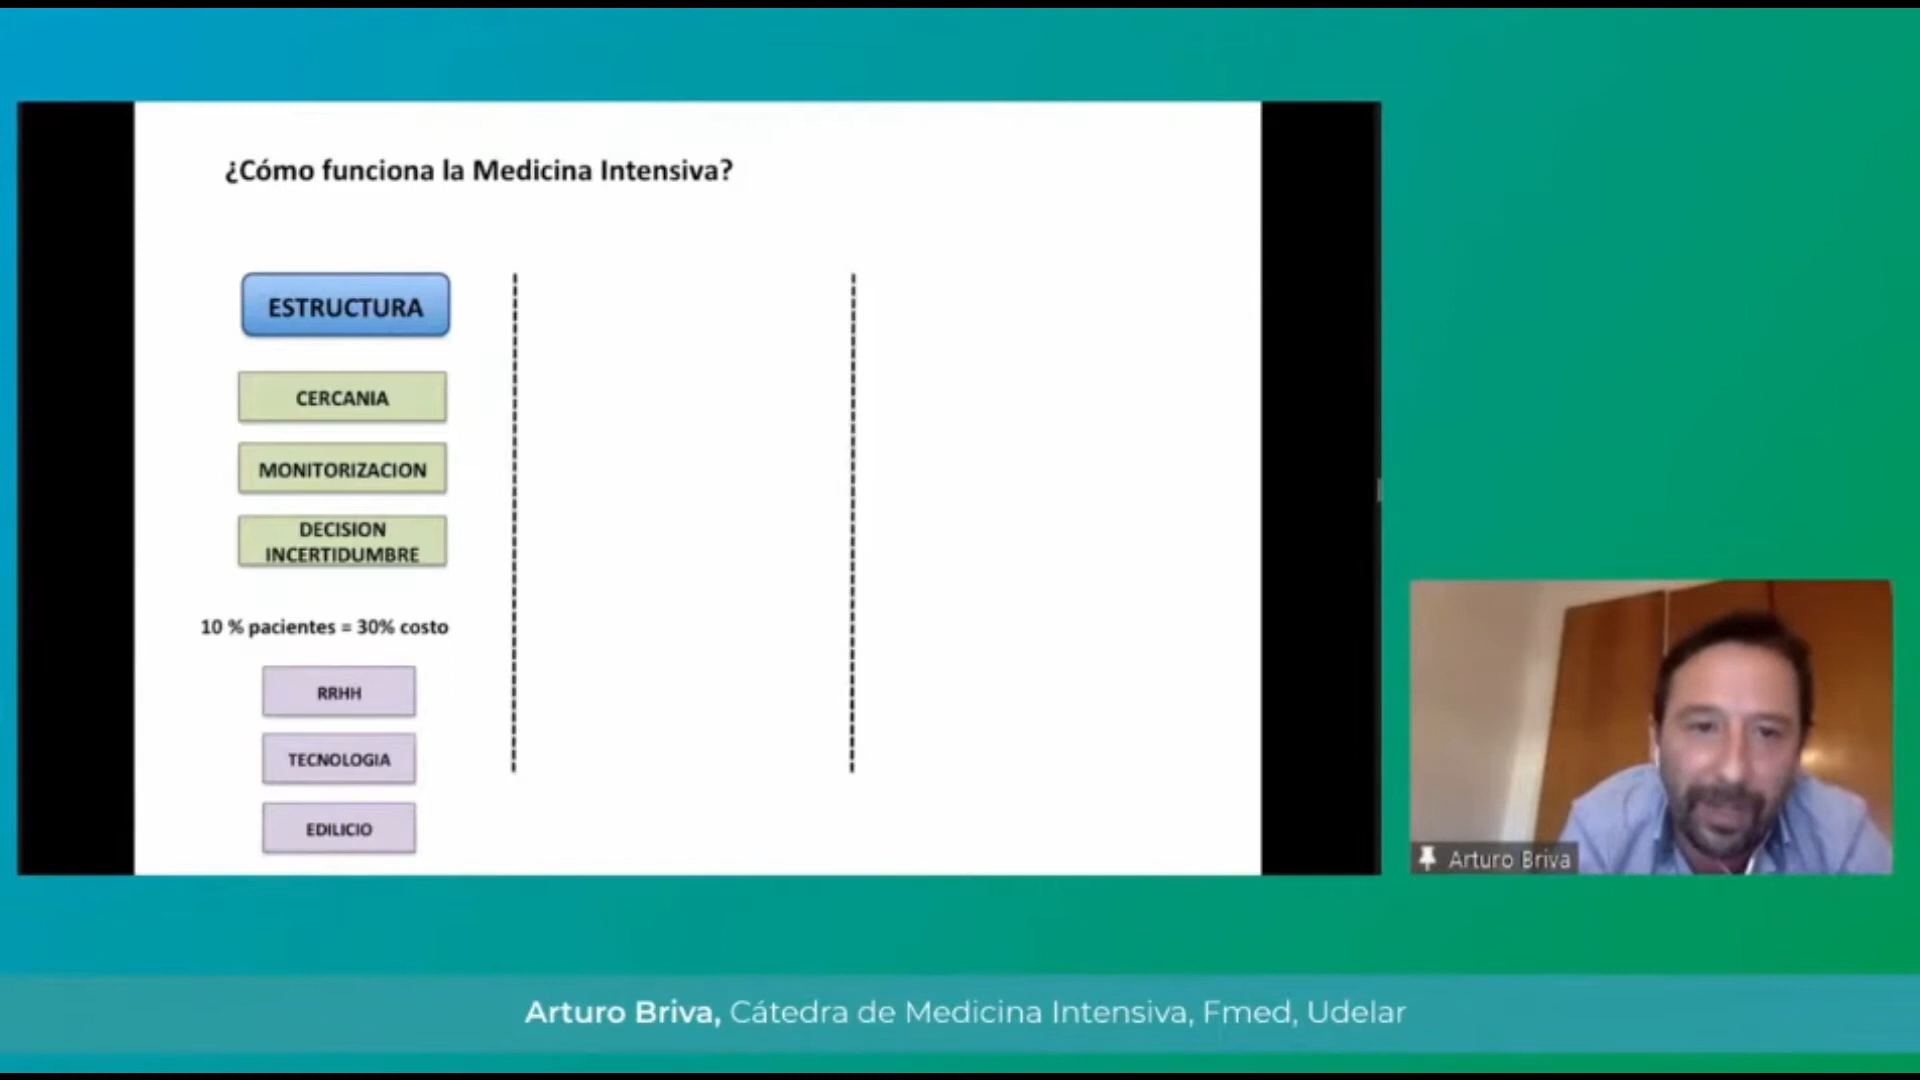 ¿Cómo funciona la Medicina Intensiva?
ESTRUCTURA
CERCANIA
MONITORIZACION
DECISION
INCERTIDUMBRE
10 % pacientes = 30% costo
RRHH
TECNOLOGIA
EDILICIO
Arturo Briva
Arturo Briva, Cátedra de Medicina Intensiva, Fmed, Udelar